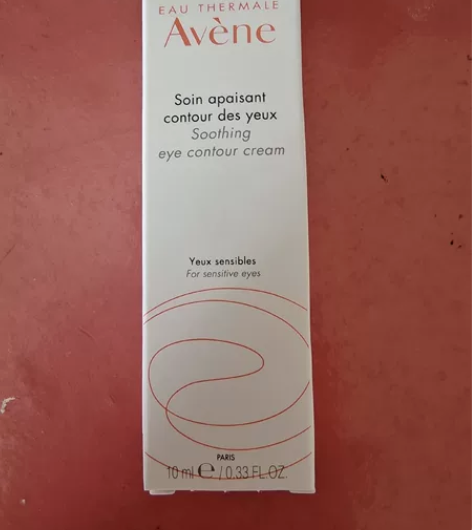 EAU THERMALE
Avène
Soin apaisant
contour des yeux
Soothing
eye contour cream
Yeux sensibles
For sensitive eyes
PARIS
10 ml ℮ / 0.33 FL.OZ.